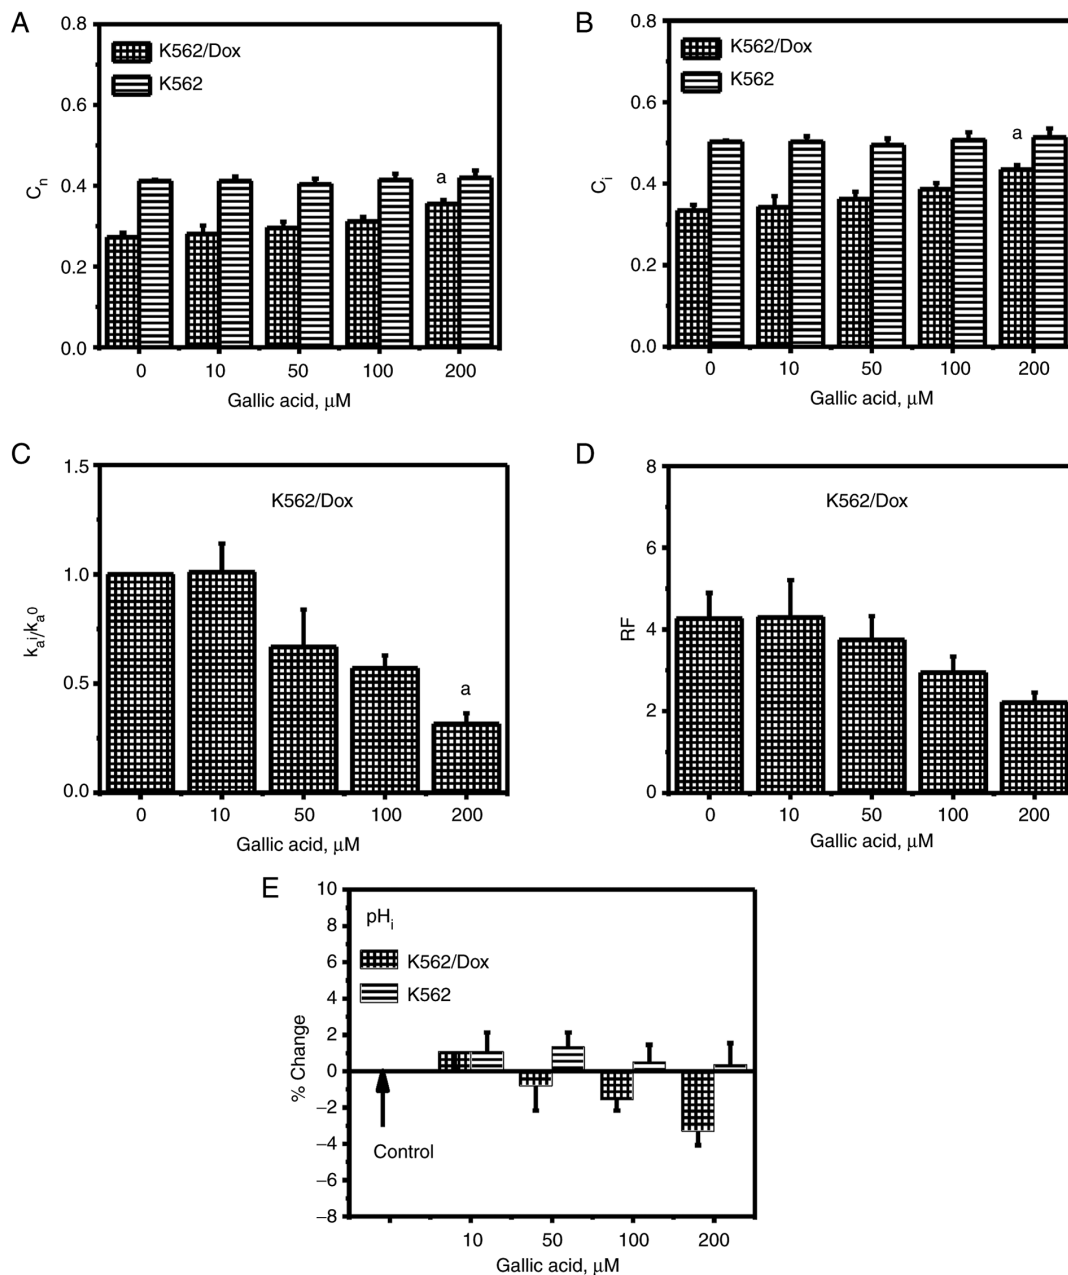 A
0.8
0.6
0.4
0.2
0.0
C_n
K562/Dox
K562
a
0 10 50 100 200
Gallic acid, μM
B
0.8
0.6
0.4
0.2
0.0
C_i
K562/Dox
K562
a
0 10 50 100 200
Gallic acid, μM
C
1.5
1.0
0.5
0.0
k_a^i/k_a^0
K562/Dox
a
0 10 50 100 200
Gallic acid, μM
D
8
6
4
2
0
RF
K562/Dox
0 10 50 100 200
Gallic acid, μM
E
10
8
6
4
2
0
−2
−4
−6
−8
% Change
pH_i
K562/Dox
K562
Control
10 50 100 200
Gallic acid, μM